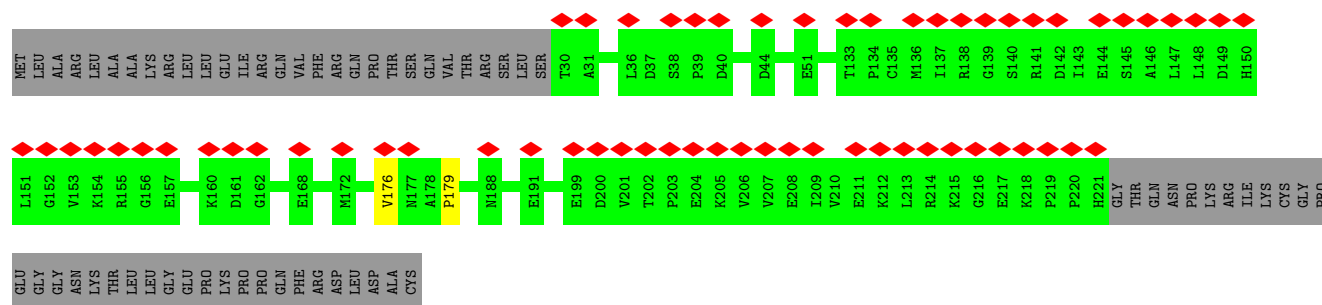 MET LEU ALA ARG LEU ALA ALA LYS ARG LEU LEU GLU ILE ARG GLN VAL PHE ARG GLN PRO THR SER GLN VAL THR ARG SER LEU SER T30 A31 L36 D37 S38 P39 D40 D44 E51 T133 P134 C135 M136 I137 R138 G139 S140 R141 D142 I143 E144 S145 A146 L147 L148 D149 H150
L151 G152 V153 K154 R155 G156 E157 K160 D161 G162 E168 M172 V176 N177 A178 P179 N188 E191 E199 D200 V201 T202 P203 E204 K205 V206 V207 E208 I209 V210 E211 K212 L213 R214 K215 G216 E217 K218 P219 P220 H221 GLY THR GLN ASN PRO LYS ARG ILE LYS CYS GLY PRO
GLU GLY GLY ASN LYS THR LEU LEU GLY GLU PRO LYS PRO PRO GLN PHE ARG ASP LEU ASP ALA CYS